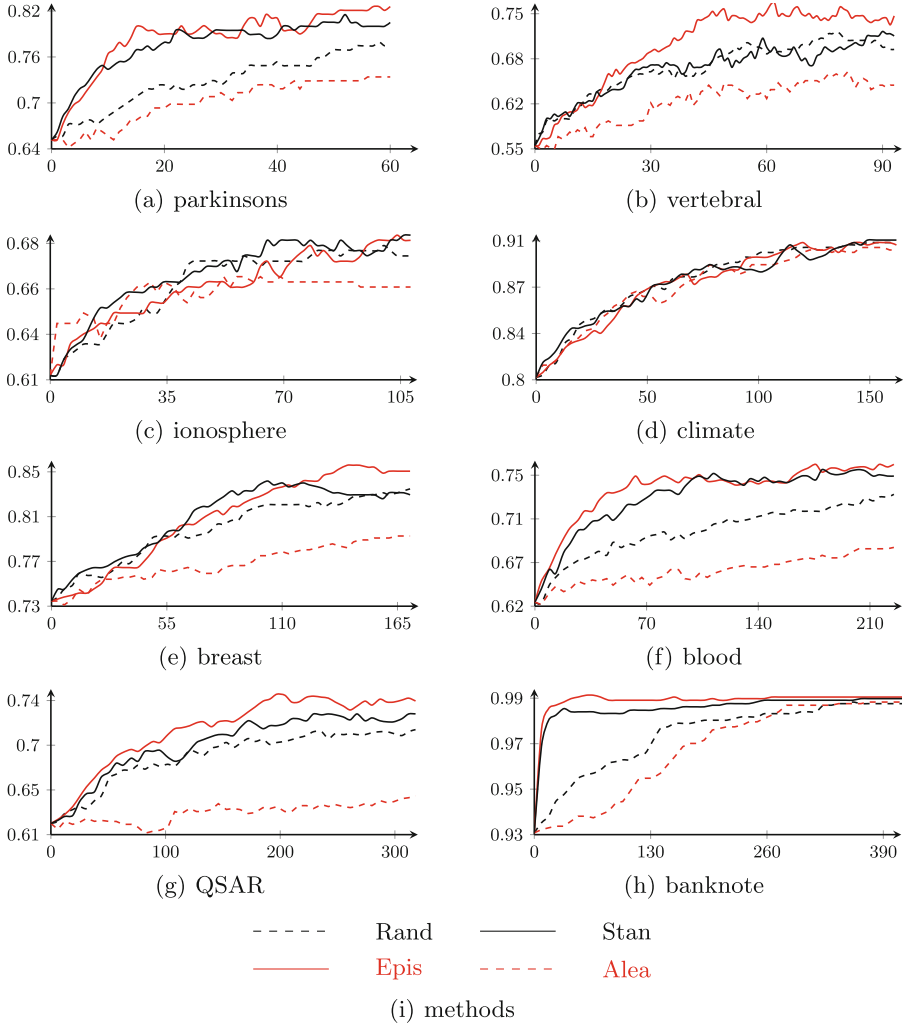 0.82
0.76
0.7
0.64
0 20 40 60
(a) parkinsons
0.75
0.68
0.62
0.55
0 30 60 90
(b) vertebral
0.68
0.66
0.64
0.61
0 35 70 105
(c) ionosphere
0.91
0.87
0.84
0.8
0 50 100 150
(d) climate
0.85
0.81
0.77
0.73
0 55 110 165
(e) breast
0.75
0.71
0.67
0.62
0 70 140 210
(f) blood
0.74
0.7
0.65
0.61
0 100 200 300
(g) QSAR
0.99
0.97
0.95
0.93
0 130 260 390
(h) banknote
Rand Stan
Epis Alea
(i) methods